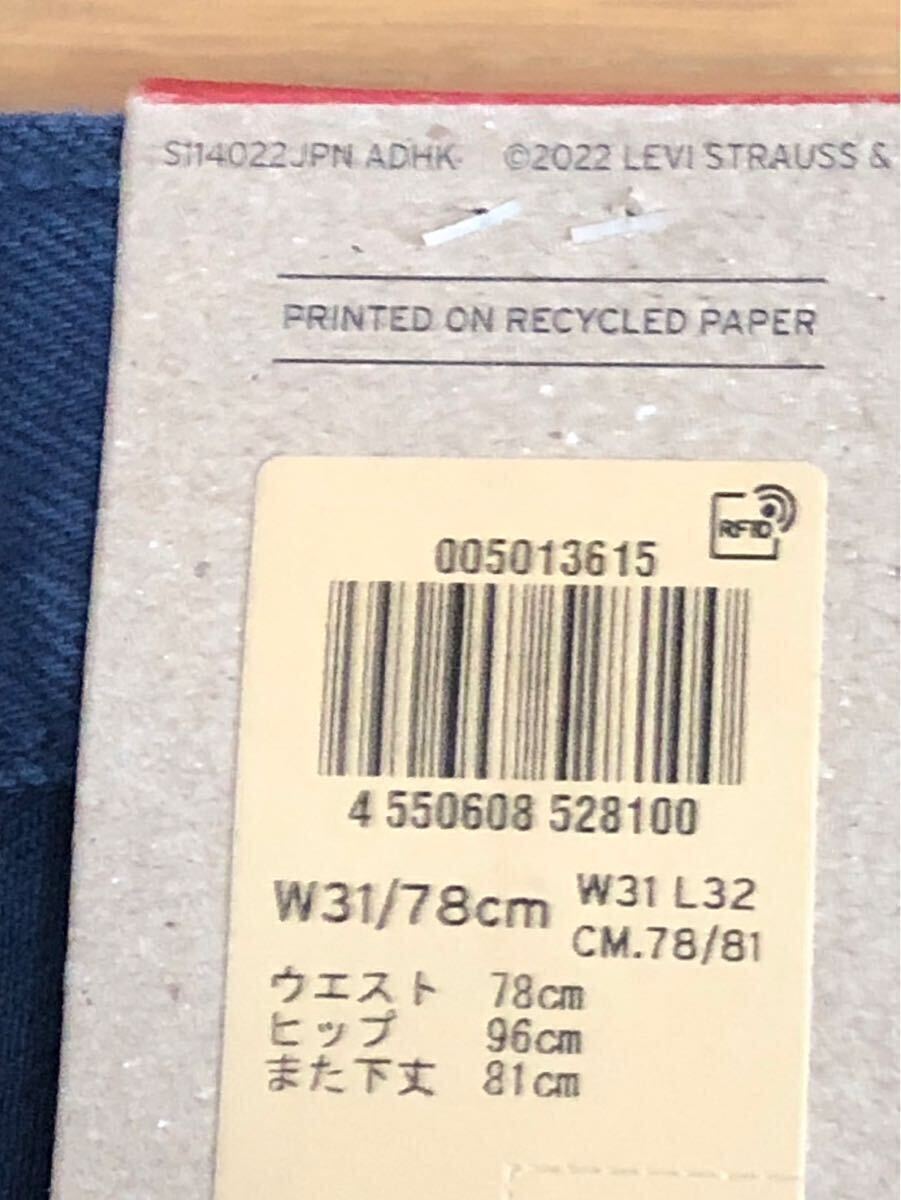 S114022JPN ADHK ©2022 LEVI STRAUSS &
PRINTED ON RECYCLED PAPER
RFID
005013615
4 550608 528100
W31/78cm W31 L32
CM.78/81
ウエスト 78cm
ヒップ 96cm
また下丈 81cm